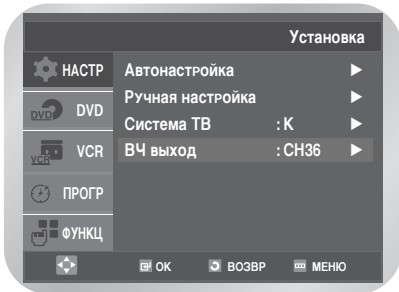 Установка
НАСТР
Автонастройка
DVD DVD
Ручная настройка
VCR VCR
Система ТВ : K
ВЧ выход : CH36
ПРОГР
ФУНКЦ
OK ВОЗВР МЕНЮ